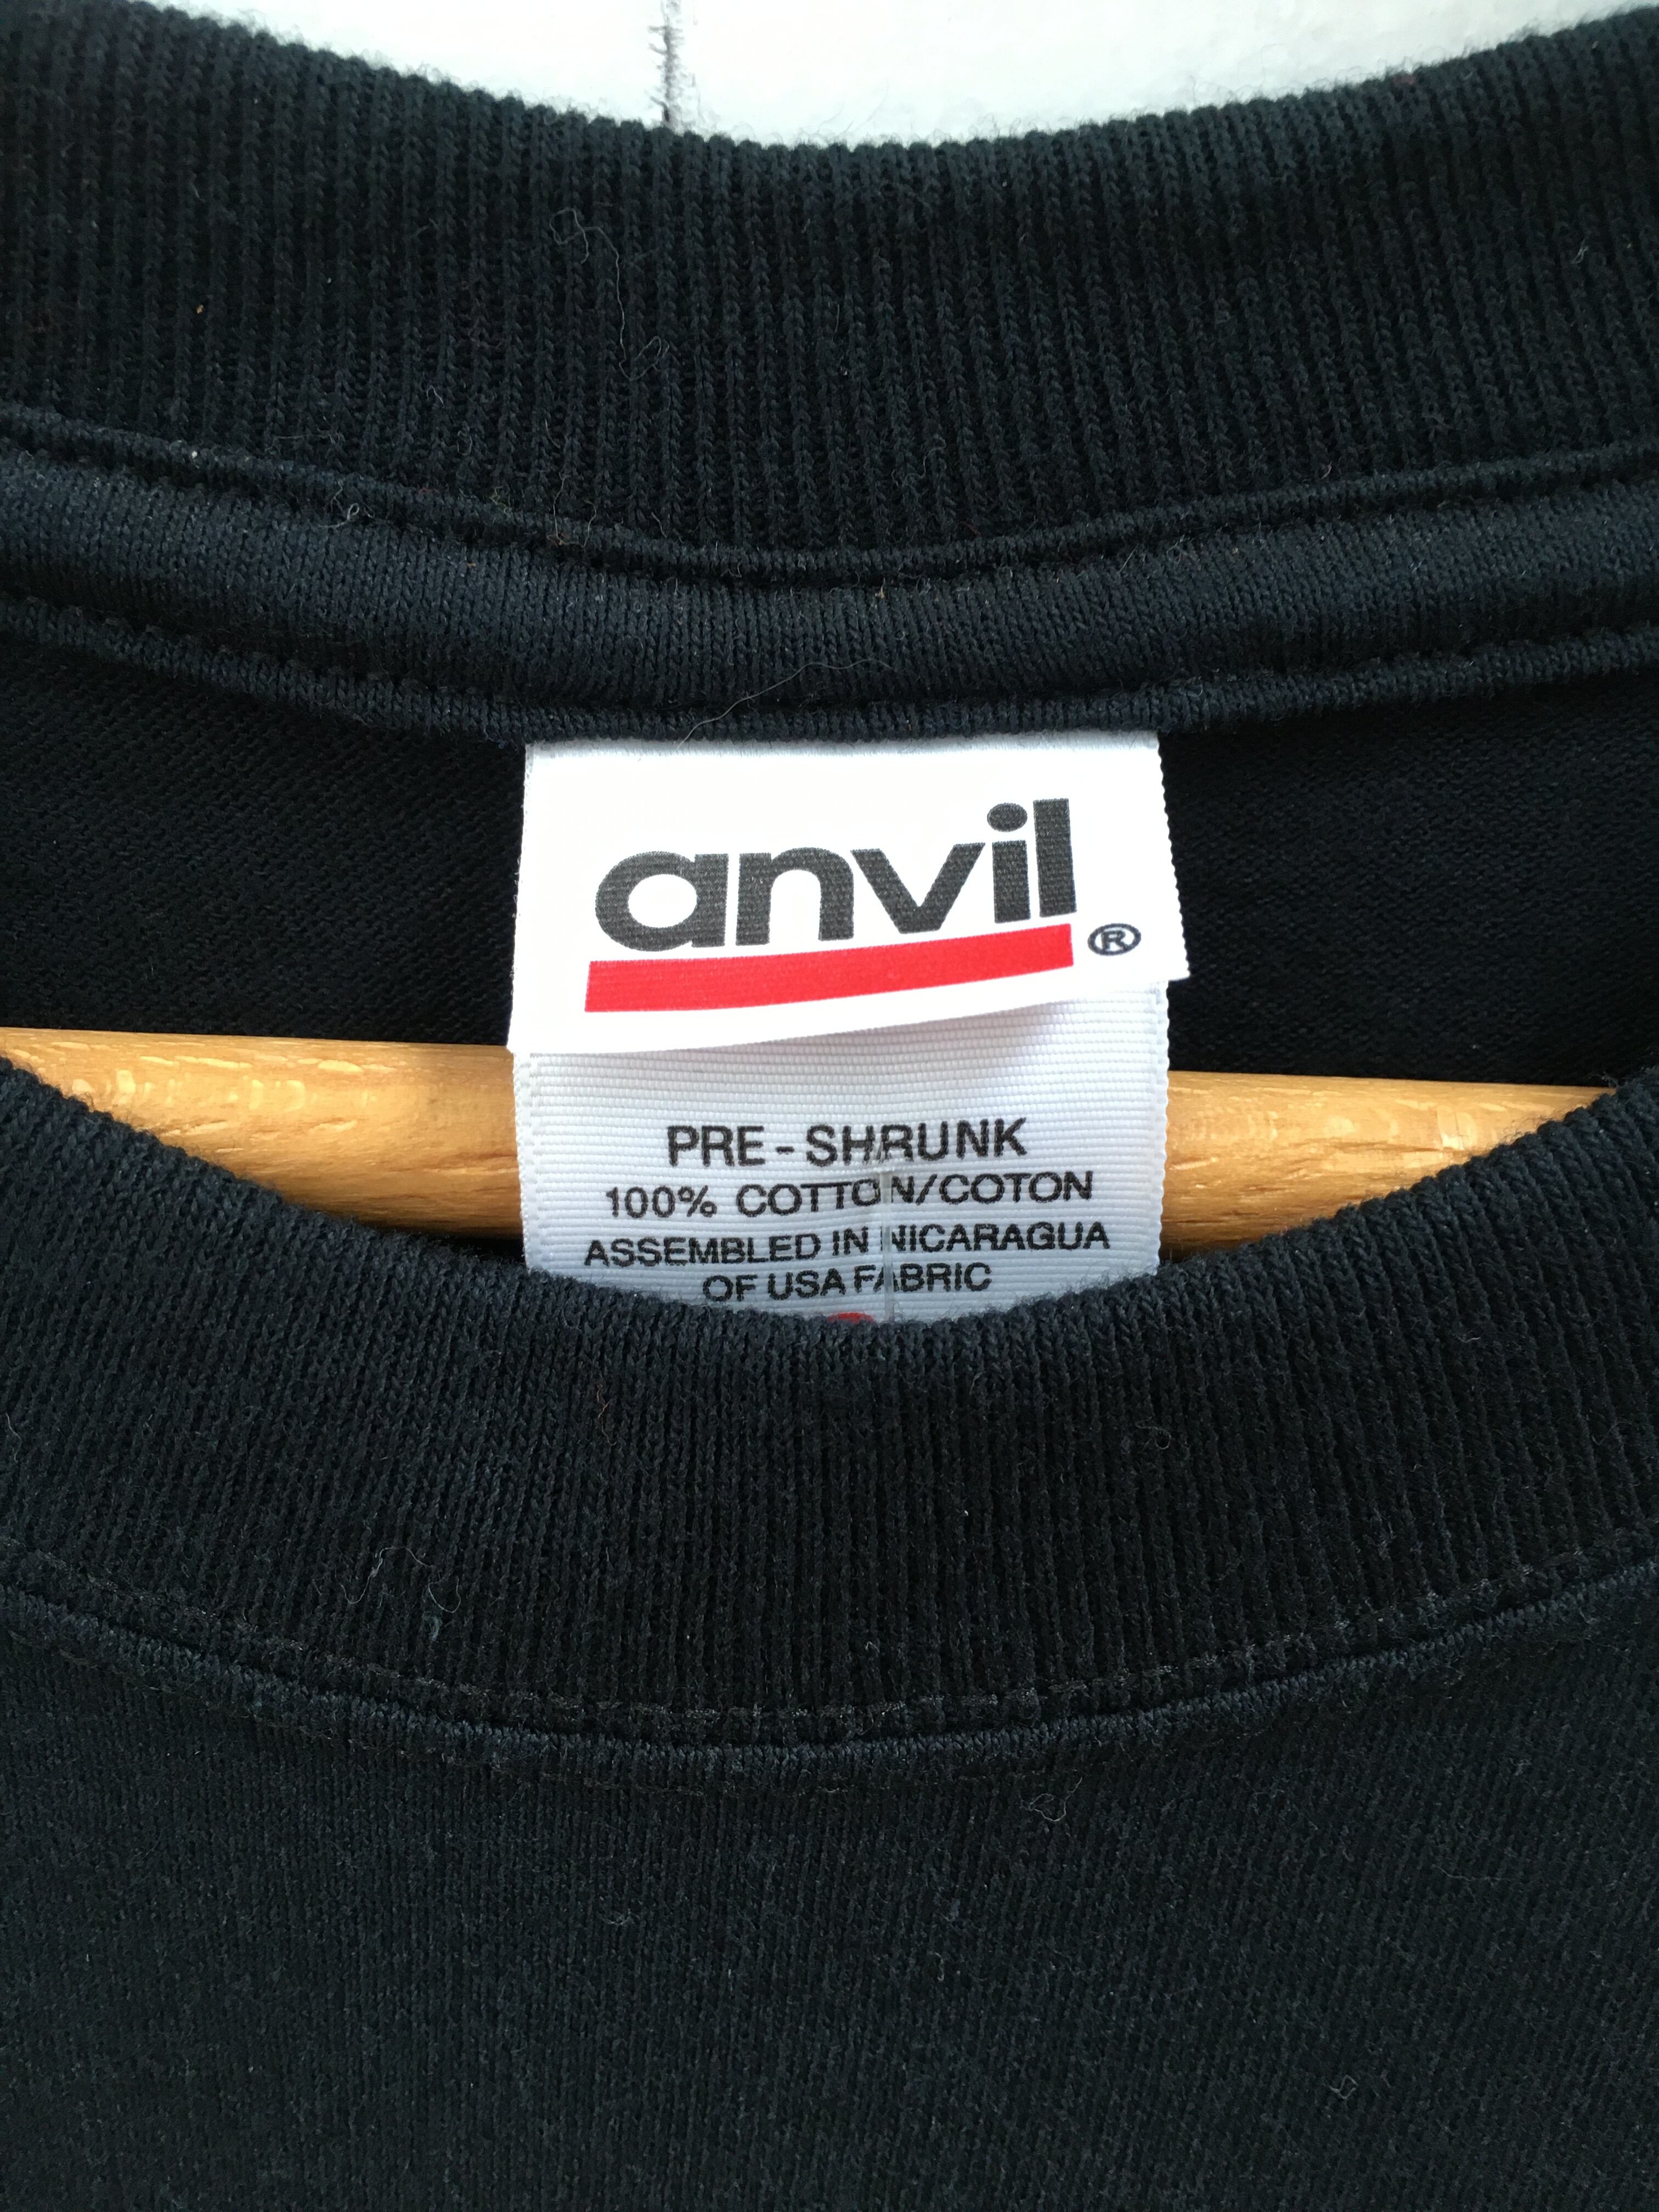 anvil®
PRE-SHRUNK
100% COTTON/COTON
ASSEMBLED IN NICARAGUA
OF USA FABRIC